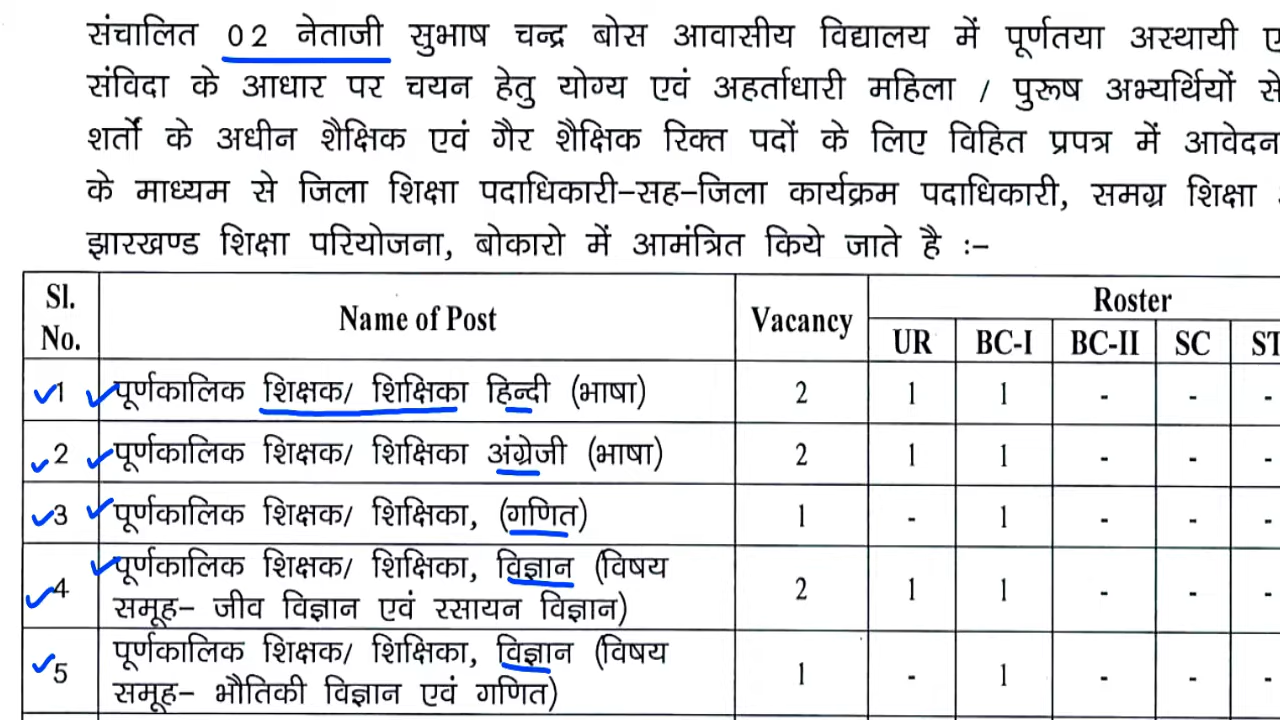 संचालित 02 नेताजी सुभाष चन्द्र बोस आवासीय विद्यालय में पूर्णतया अस्थायी
संविदा के आधार पर चयन हेतु योग्य एवं अहर्ताधारी महिला / पुरूष अभ्यर्थियों से
शर्तो के अधीन शैक्षिक एवं गैर शैक्षिक रिक्त पदों के लिए विहित प्रपत्र में आवेदन
के माध्यम से जिला शिक्षा पदाधिकारी-सह-जिला कार्यक्रम पदाधिकारी, समग्र शिक्षा
झारखण्ड शिक्षा परियोजना, बोकारो में आमंत्रित किये जाते है :-
Sl. No. Name of Post Vacancy Roster
UR BC-I BC-II SC ST
1 पूर्णकालिक शिक्षक/ शिक्षिका हिन्दी (भाषा) 2 1 1 - - -
2 पूर्णकालिक शिक्षक/ शिक्षिका अंग्रेजी (भाषा) 2 1 1 - - -
3 पूर्णकालिक शिक्षक/ शिक्षिका, (गणित) 1 - 1 - - -
4 पूर्णकालिक शिक्षक/ शिक्षिका, विज्ञान (विषय
समूह- जीव विज्ञान एवं रसायन विज्ञान) 2 1 1 - - -
5 पूर्णकालिक शिक्षक/ शिक्षिका, विज्ञान (विषय
समूह- भौतिकी विज्ञान एवं गणित) 1 - 1 - - -